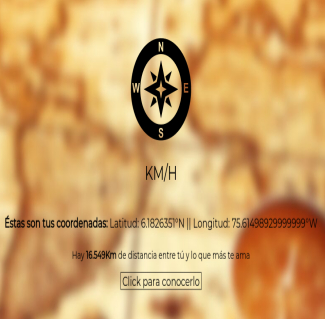 N
W E
S
KM/H
Éstas son tus coordenadas: Latitud: 6.1826351°N || Longitud: 75.61498929999999°W
Hay 16.549Km de distancia entre tú y lo que más te ama
Click para conocerlo